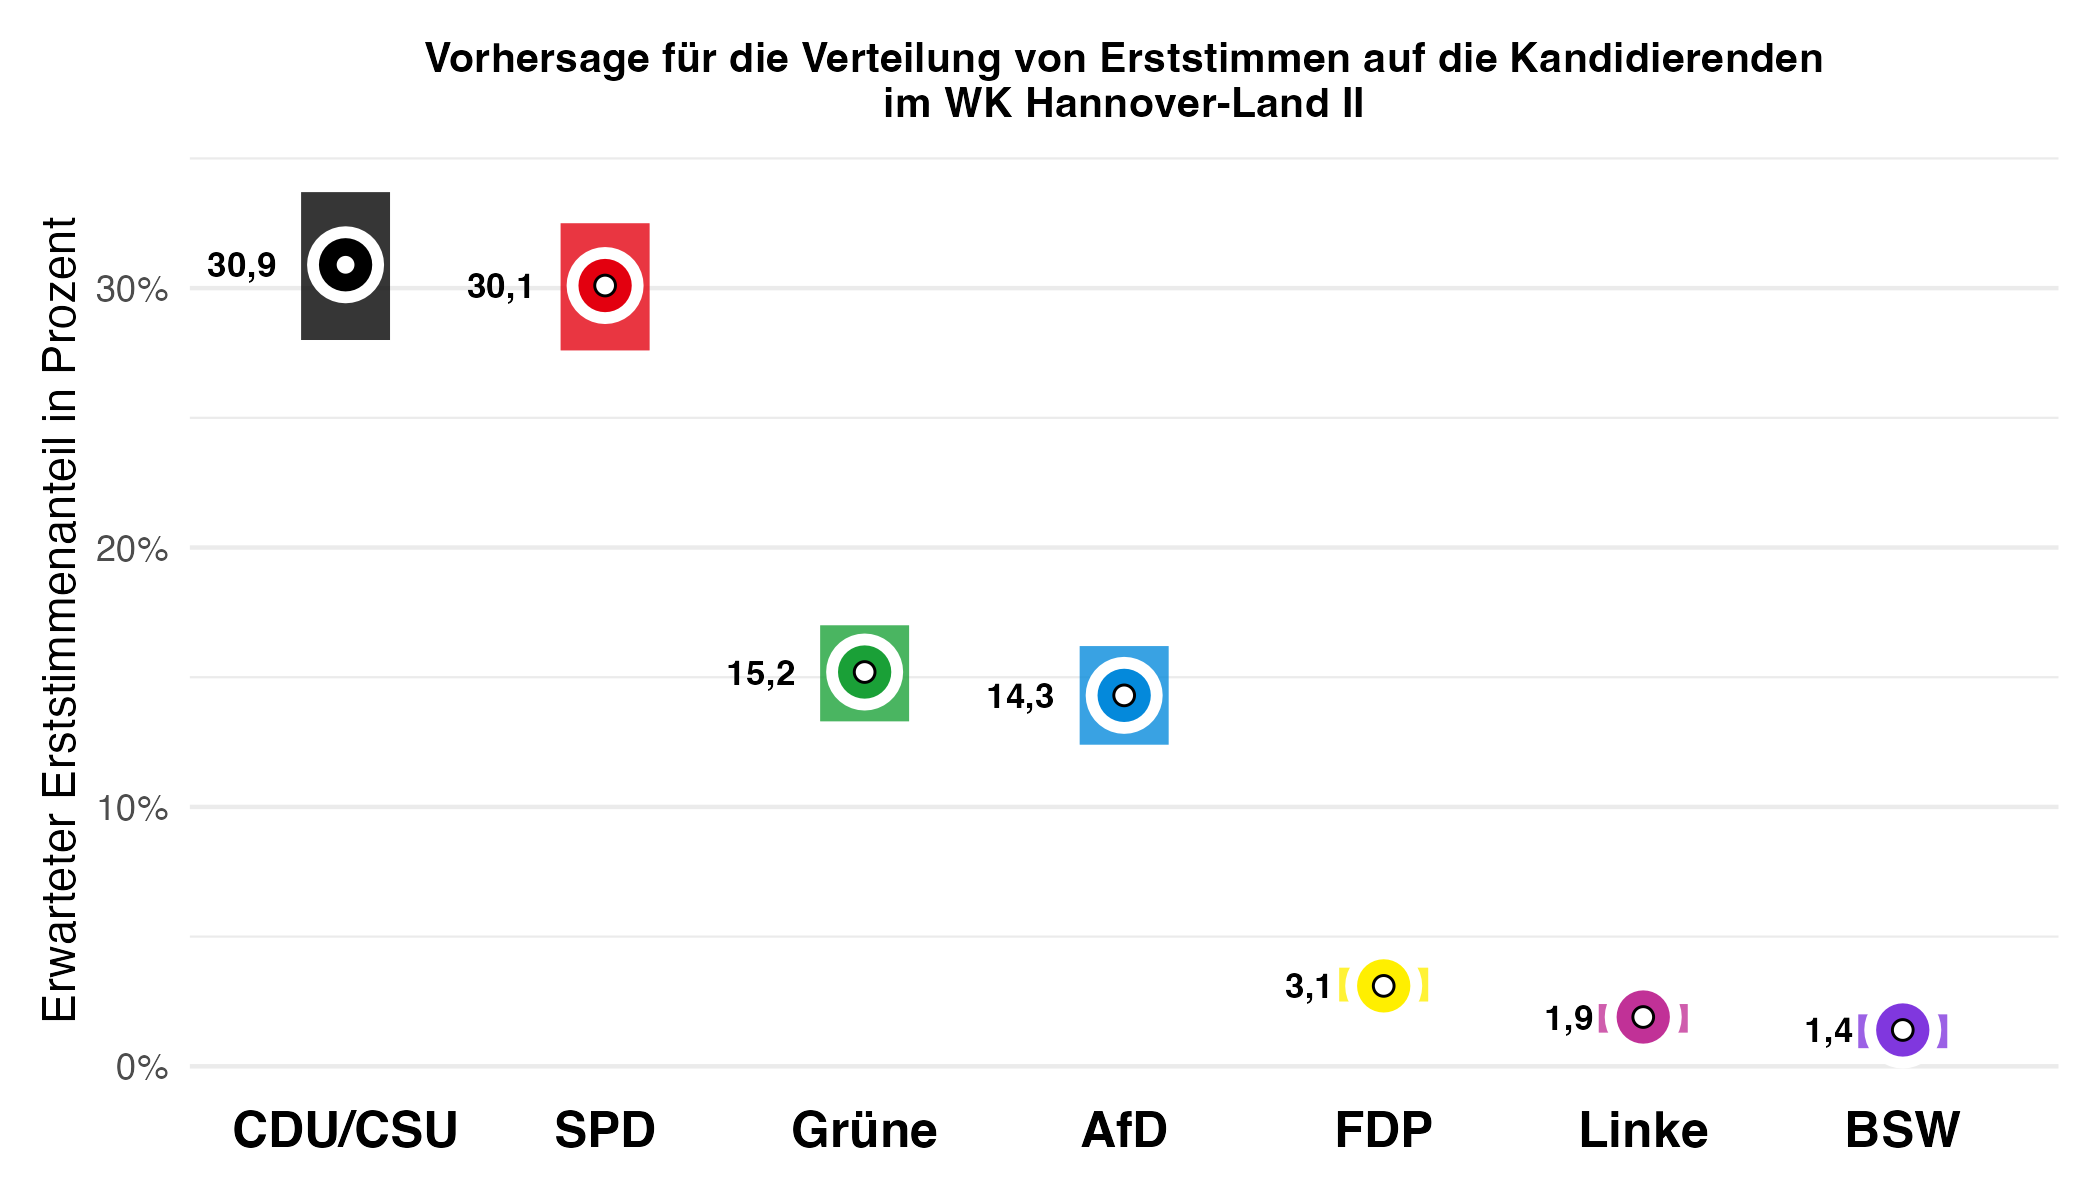 Vorhersage für die Verteilung von Erststimmen auf die Kandidierenden
im WK Hannover-Land II
Erwarteter Erststimmenanteil in Prozent
30%
20%
10%
0%
30,9
30,1
15,2
14,3
3,1
1,9
1,4
CDU/CSU
SPD
Grüne
AfD
FDP
Linke
BSW